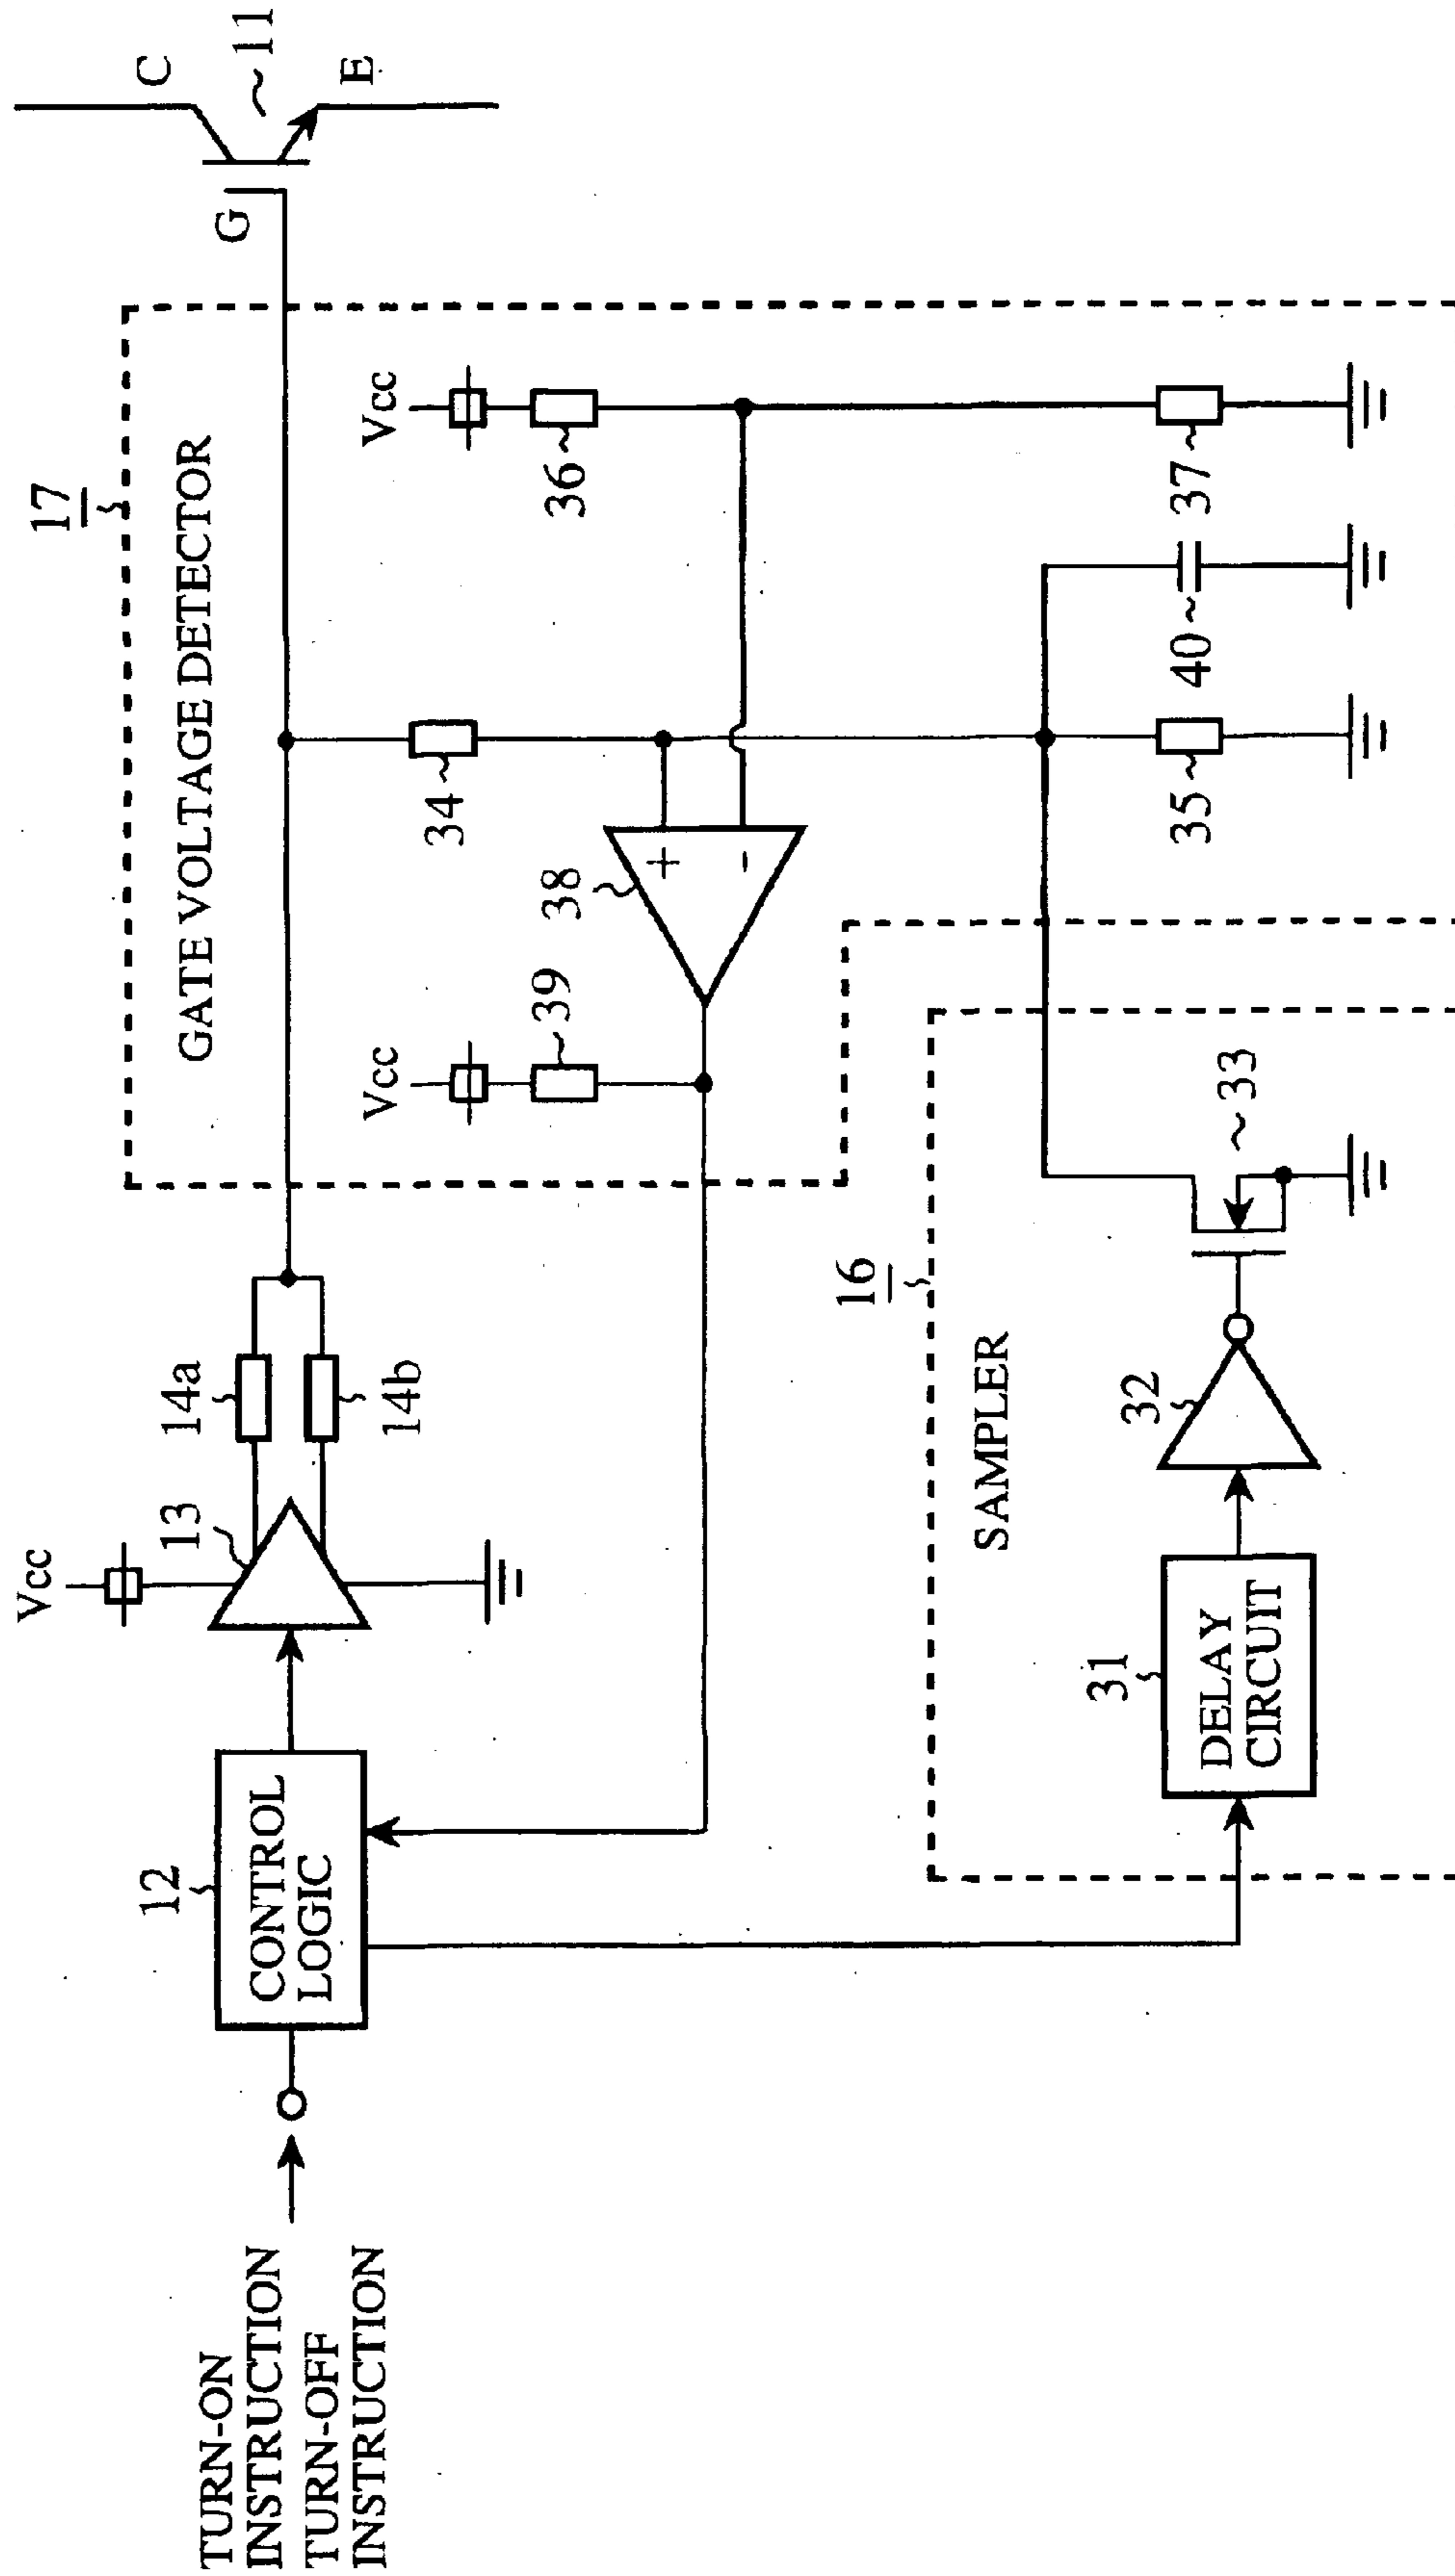 TURN-ON
INSTRUCTION
TURN-OFF
INSTRUCTION
12
CONTROL
LOGIC
Vcc
13
14a
14b
17
GATE VOLTAGE DETECTOR
Vcc
39
38
+
-
34
Vcc
36
G
C
11
E
16
SAMPLER
31
DELAY
CIRCUIT
32
33
35
40
37